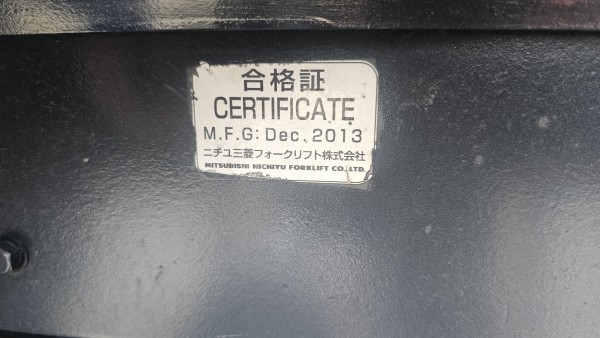 合格証
CERTIFICATE
M.F.G: Dec. 2013
ニチユ三菱フォークリフト株式会社
MITSUBISHI NICHIYU FORKLIFT CO.,LTD.